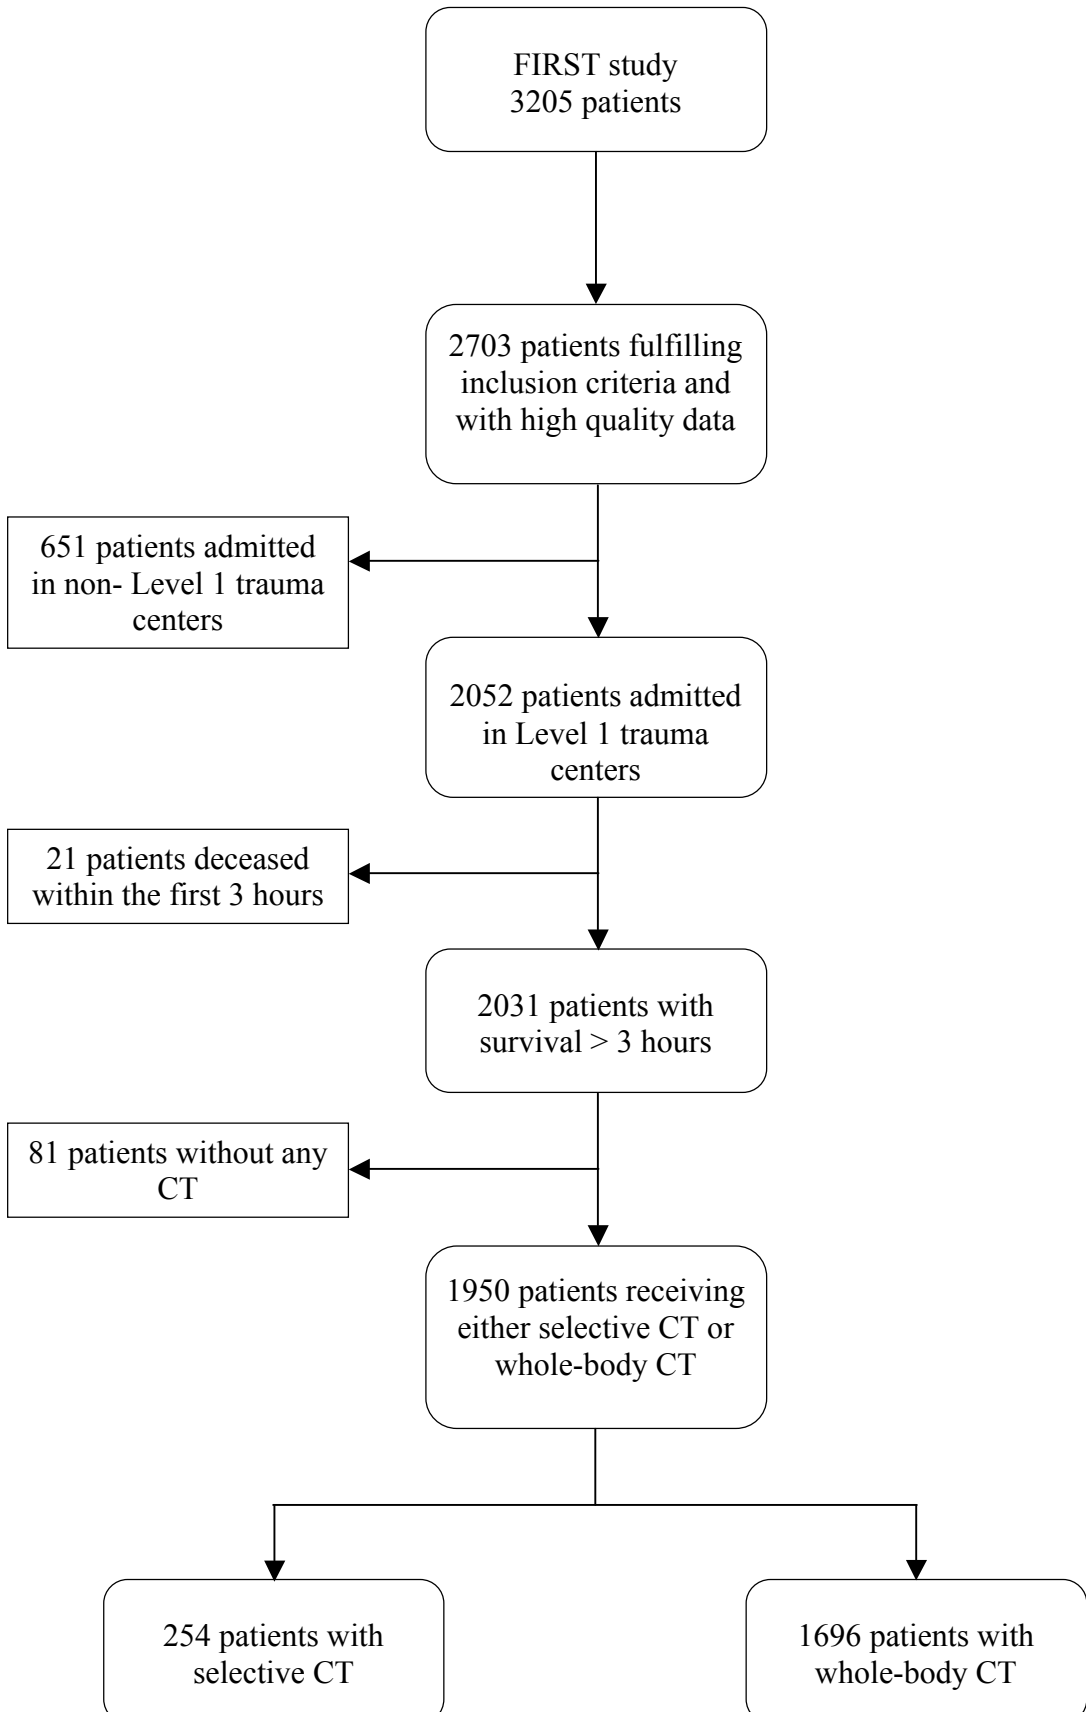 FIRST study
3205 patients
2703 patients fulfilling
inclusion criteria and
with high quality data
651 patients admitted
in non- Level 1 trauma
centers
2052 patients admitted
in Level 1 trauma
centers
21 patients deceased
within the first 3 hours
2031 patients with
survival > 3 hours
81 patients without any
CT
1950 patients receiving
either selective CT or
whole-body CT
254 patients with
selective CT
1696 patients with
whole-body CT